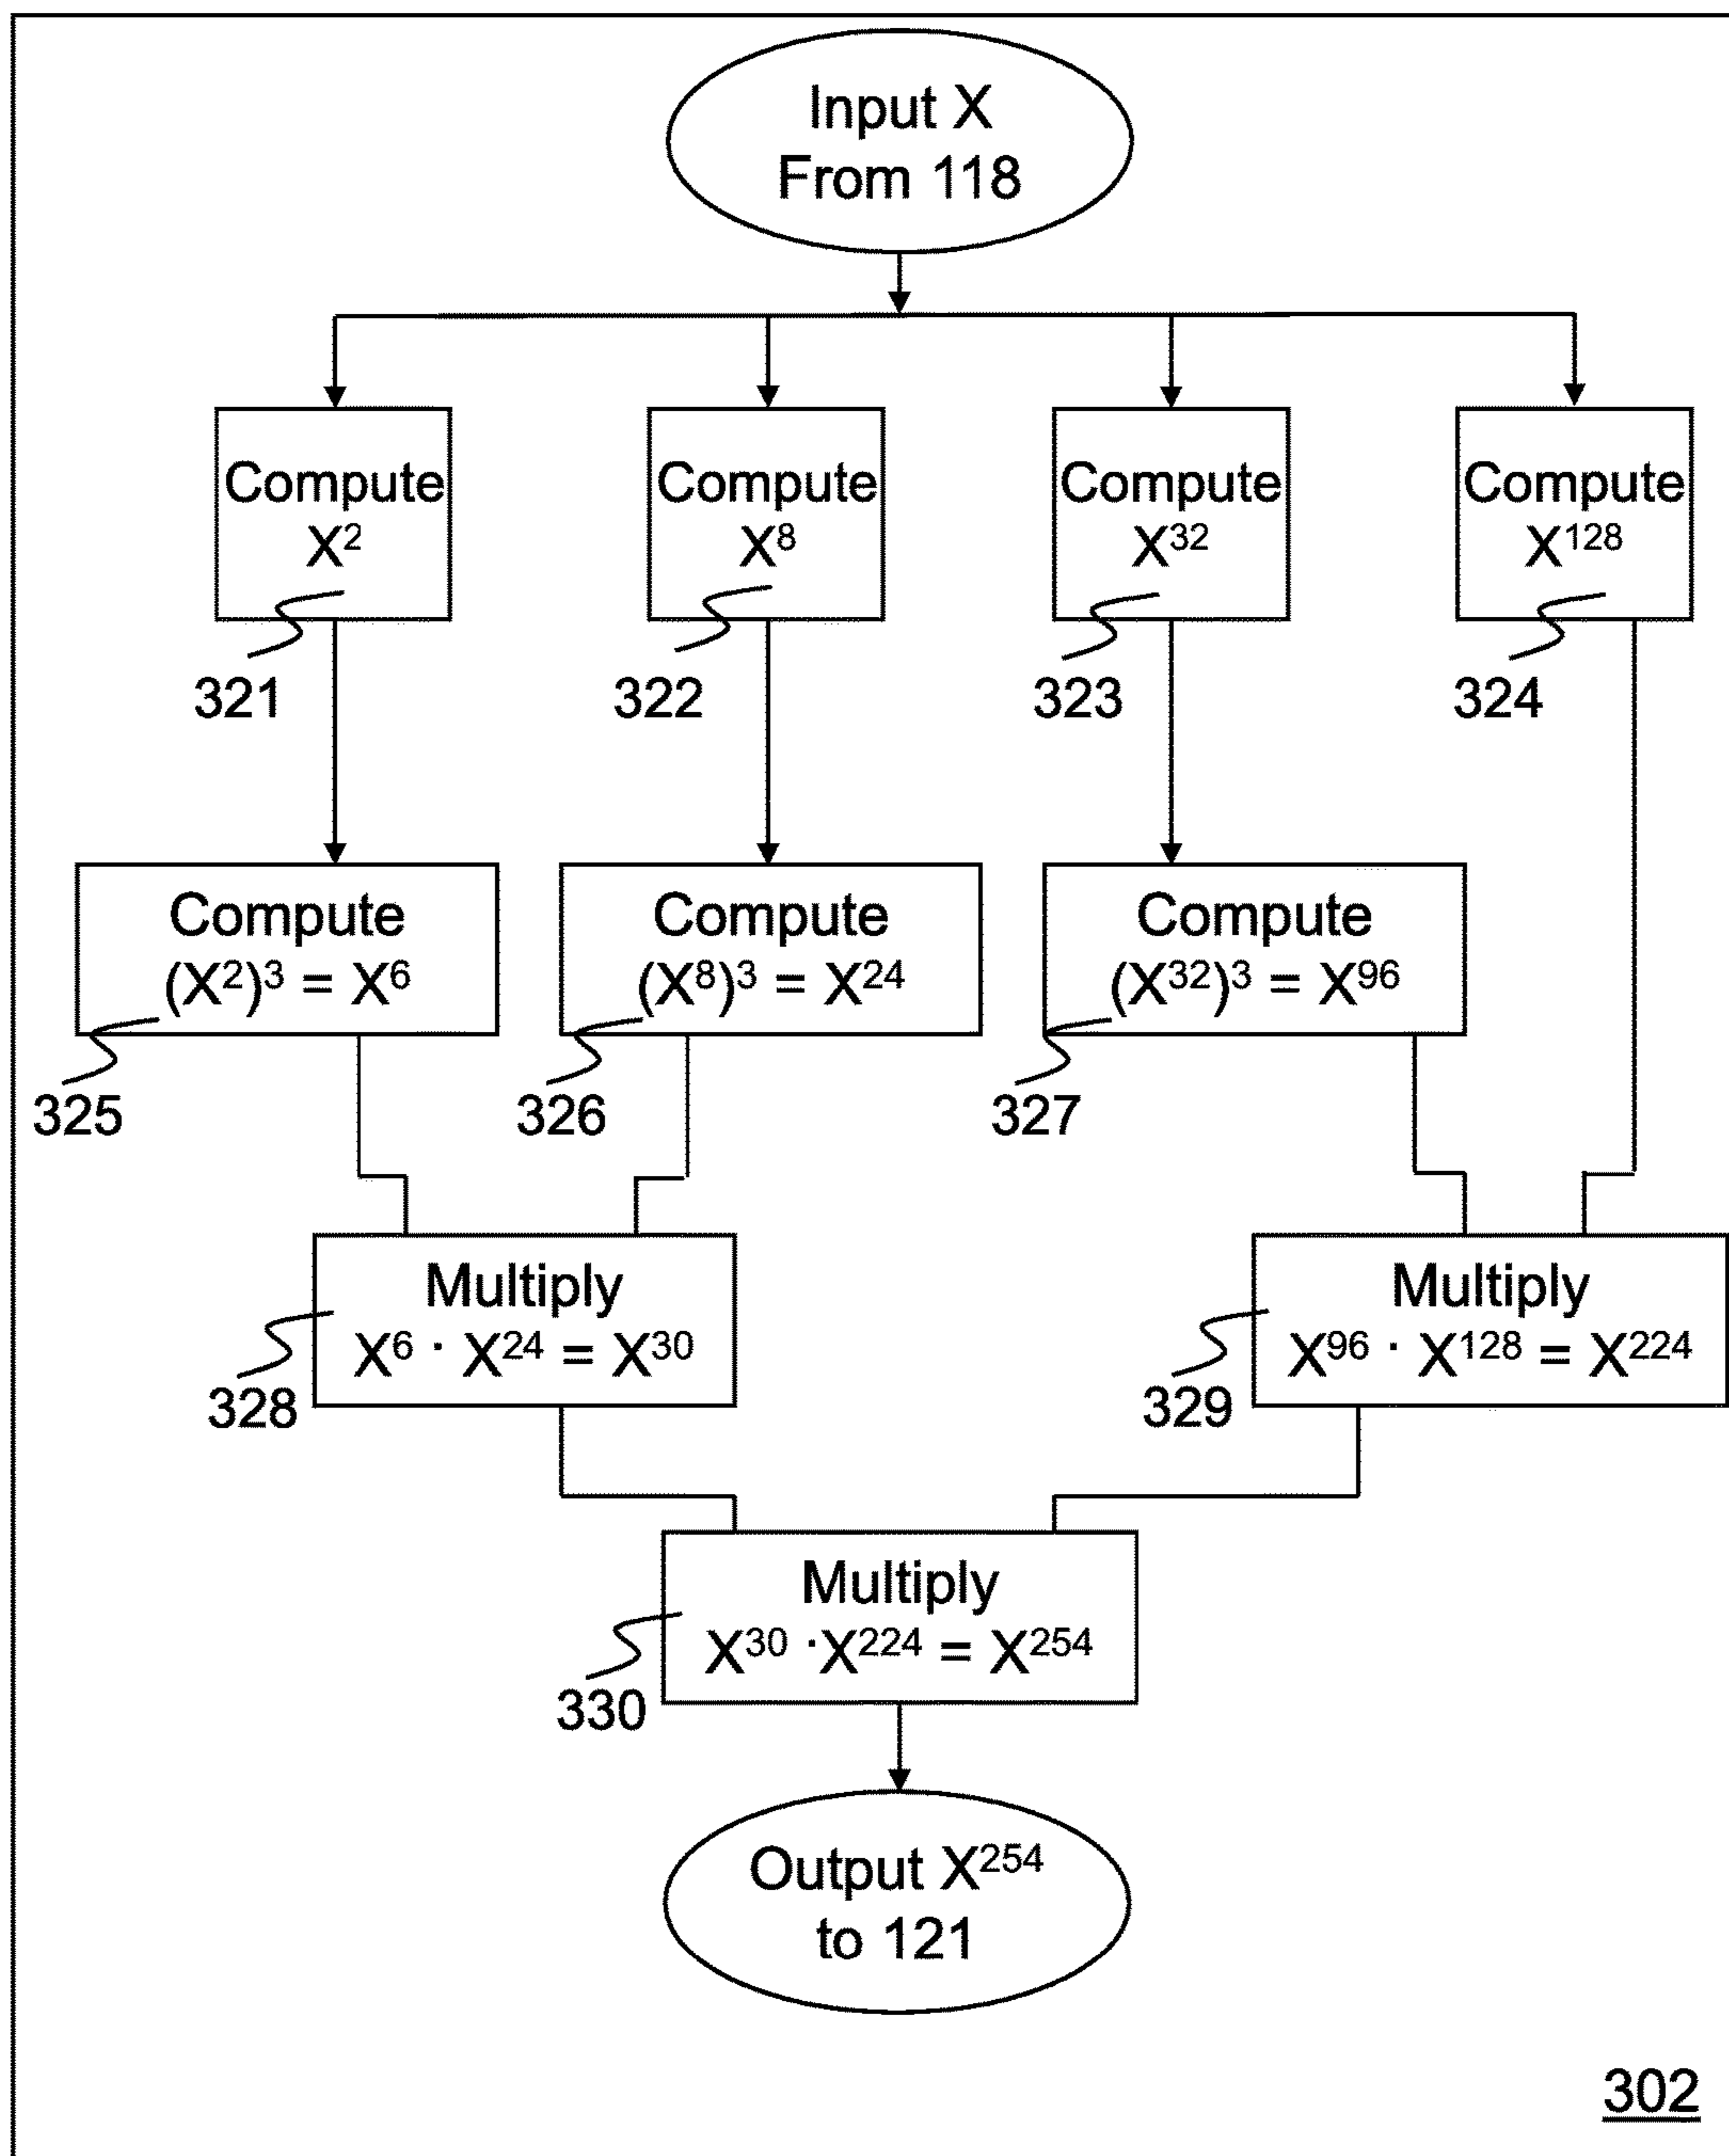 Input X
From 118
Compute
X²
Compute
X⁸
Compute
X³²
Compute
X¹²⁸
321
322
323
324
Compute
(X²)³ = X⁶
Compute
(X⁸)³ = X²⁴
Compute
(X³²)³ = X⁹⁶
325
326
327
Multiply
X⁶ · X²⁴ = X³⁰
328
Multiply
X⁹⁶ · X¹²⁸ = X²²⁴
329
Multiply
X³⁰ · X²²⁴ = X²⁵⁴
330
Output X²⁵⁴
to 121
302